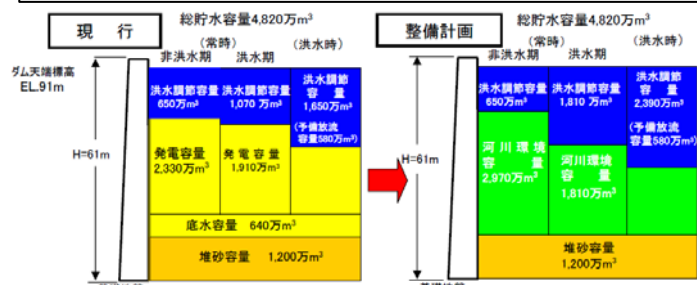 現 行
総貯水容量4,820万m³
(常時)
(洪水時)
非洪水期 洪水期
ダム天端標高
EL.91m
H=61m
洪水調節容量
650万m³
洪水調節容量
1,070 万m³
洪水調節
容 量
1,650万m³
(予備放流
容量580万m³)
発電容量
2,330万m³
発電容量
1,910万m³
底水容量 640万m³
堆砂容量 1,200万m³
整備計画
総貯水容量4,820万m³
(常時)
(洪水時)
非洪水期 洪水期
H=61m
洪水調節容量
650万m³
洪水調節容量
1,810 万m³
洪水調節
容 量
2,390万m³
(予備放流
容量580万m³)
河川環境
容 量
2,970万m³
河川環境
容 量
1,810万m³
堆砂容量
1,200万m³